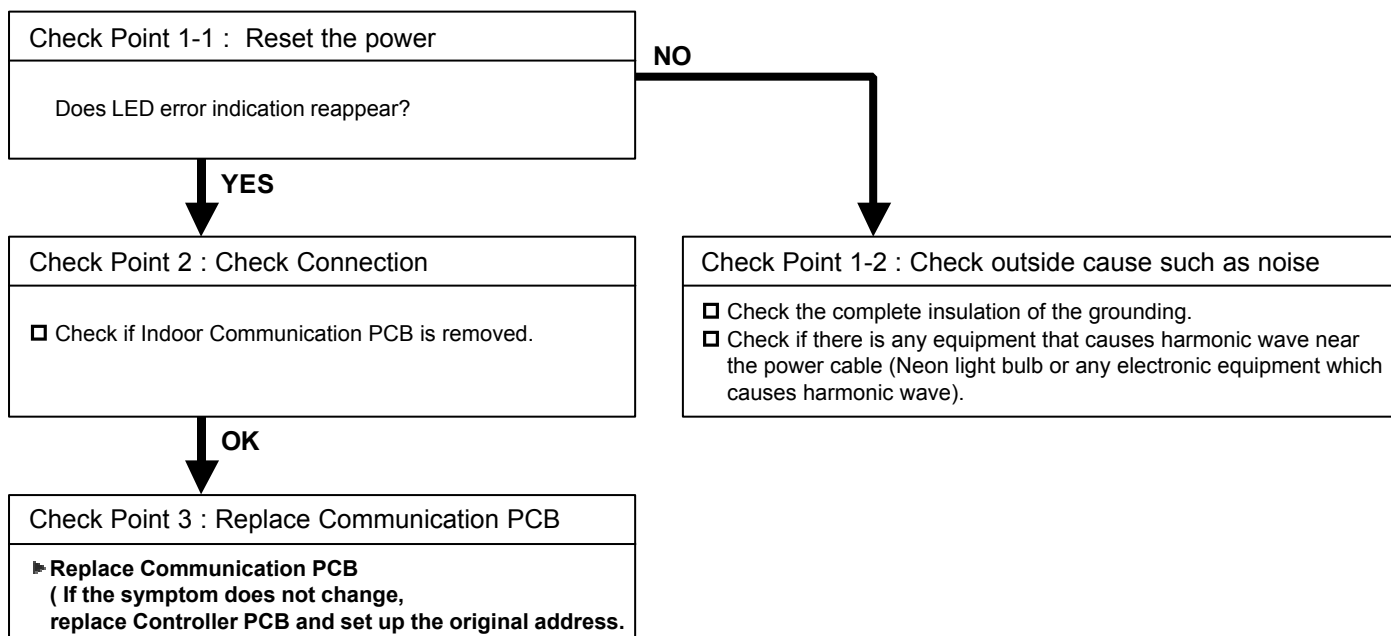 Check Point 1-1 :  Reset the power
Does LED error indication reappear?
NO
YES
Check Point 2 : Check Connection
Check if Indoor Communication PCB is removed.
Check Point 1-2 : Check outside cause such as noise
Check the complete insulation of the grounding.
Check if there is any equipment that causes harmonic wave near
the power cable (Neon light bulb or any electronic equipment which
causes harmonic wave).
OK
Check Point 3 : Replace Communication PCB
Replace Communication PCB
( If the symptom does not change,
replace Controller PCB and set up the original address.